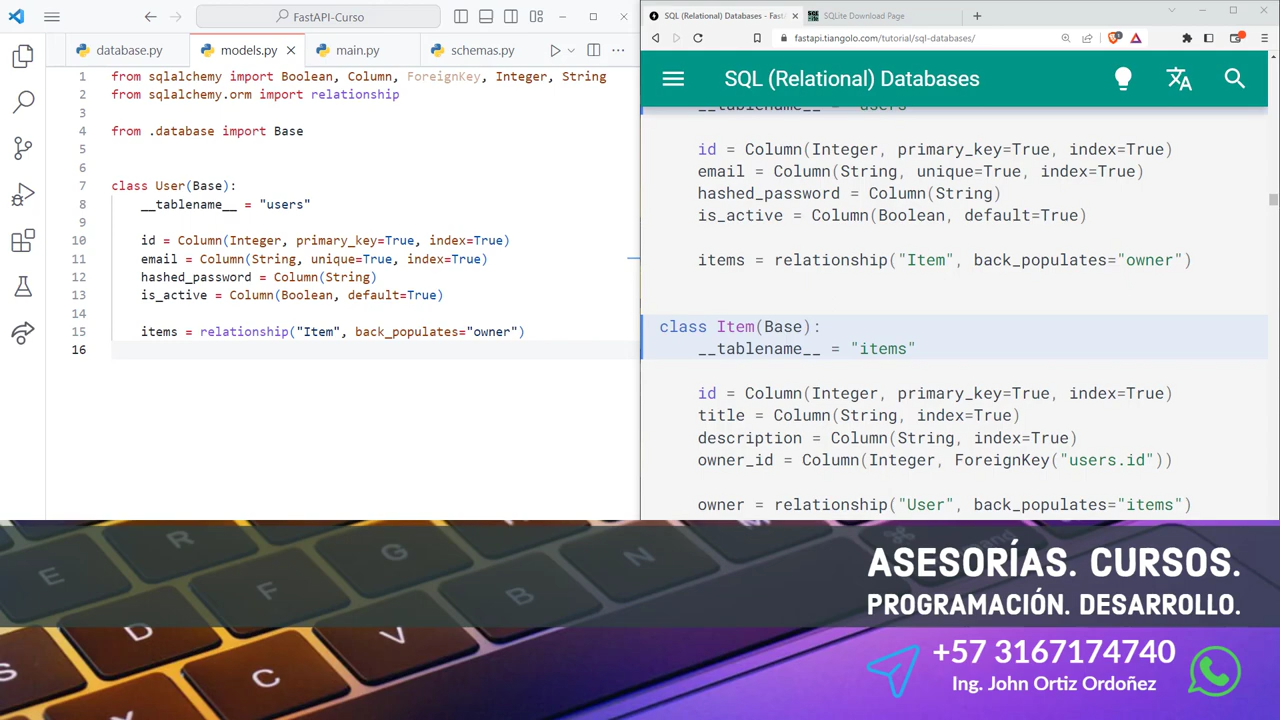 FastAPI-Curso
database.py
models.py
main.py
schemas.py
1 from sqlalchemy import Boolean, Column, ForeignKey, Integer, String
2 from sqlalchemy.orm import relationship
3
4 from .database import Base
5
6
7 class User(Base):
8 __tablename__ = "users"
9
10 id = Column(Integer, primary_key=True, index=True)
11 email = Column(String, unique=True, index=True)
12 hashed_password = Column(String)
13 is_active = Column(Boolean, default=True)
14
15 items = relationship("Item", back_populates="owner")
16
SQL (Relational) Databases - Fast
SQLite Download Page
fastapi.tiangolo.com/tutorial/sql-databases/
SQL (Relational) Databases
__tablename__ = "users"
id = Column(Integer, primary_key=True, index=True)
email = Column(String, unique=True, index=True)
hashed_password = Column(String)
is_active = Column(Boolean, default=True)
items = relationship("Item", back_populates="owner")
class Item(Base):
__tablename__ = "items"
id = Column(Integer, primary_key=True, index=True)
title = Column(String, index=True)
description = Column(String, index=True)
owner_id = Column(Integer, ForeignKey("users.id"))
owner = relationship("User", back_populates="items")
E
R
F
G
D
V
C
B
N
M
S
ASESORÍAS. CURSOS.
PROGRAMACIÓN. DESARROLLO.
+57 3167174740
Ing. John Ortiz Ordoñez